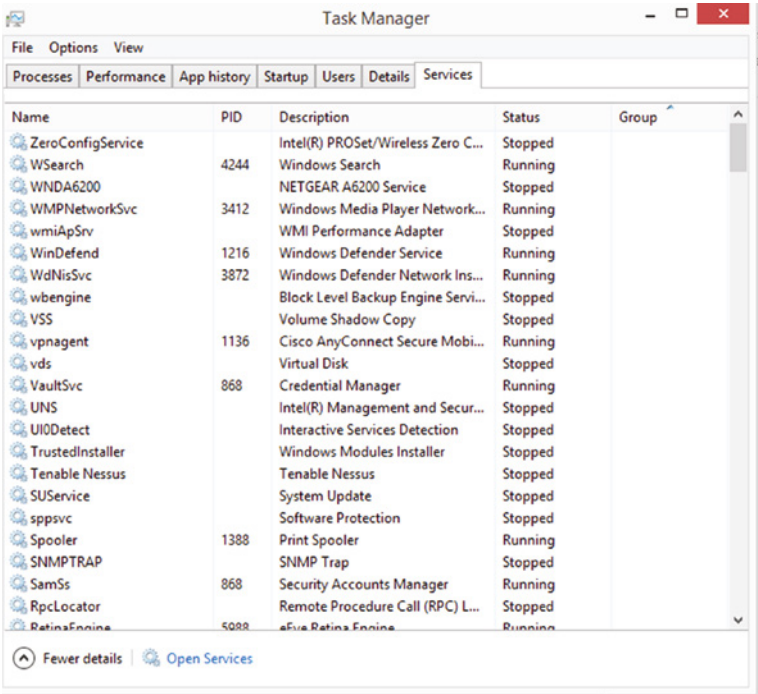 Task Manager
File Options View
Processes Performance App history Startup Users Details Services
Name PID Description Status Group
ZeroConfigService Intel(R) PROSet/Wireless Zero C... Stopped
WSearch 4244 Windows Search Running
WNDA6200 NETGEAR A6200 Service Stopped
WMPNetworkSvc 3412 Windows Media Player Network... Running
wmiApSrv WMI Performance Adapter Stopped
WinDefend 1216 Windows Defender Service Running
WdNisSvc 3872 Windows Defender Network Ins... Running
wbengine Block Level Backup Engine Servi... Stopped
VSS Volume Shadow Copy Stopped
vpnagent 1136 Cisco AnyConnect Secure Mobi... Running
vds Virtual Disk Stopped
VaultSvc 868 Credential Manager Running
UNS Intel(R) Management and Secur... Stopped
UI0Detect Interactive Services Detection Stopped
TrustedInstaller Windows Modules Installer Stopped
Tenable Nessus Tenable Nessus Stopped
SUService System Update Stopped
sppsvc Software Protection Stopped
Spooler 1388 Print Spooler Running
SNMPTRAP SNMP Trap Stopped
SamSs 868 Security Accounts Manager Running
RpcLocator Remote Procedure Call (RPC) L... Stopped
RetinaEngine 5988 eEye Retina Engine Running
Fewer details Open Services